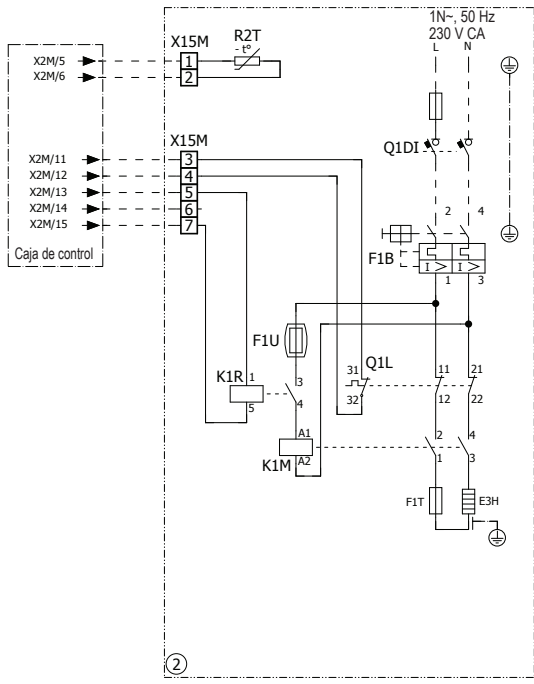 1N~, 50 Hz
230 V CA
L N
X15M
R2T
- t°
X2M/5
1
X2M/6
2
Q1DI
X15M
X2M/11
3
X2M/12
4
X2M/13
5
X2M/14
6
X2M/15
7
Caja de control
2 4
F1B
I > I >
1 3
F1U
Q1L
31
11
21
K1R
1
3
5
4
32
12
22
A1
2
4
K1M
A2
1
3
F1T
E3H
2